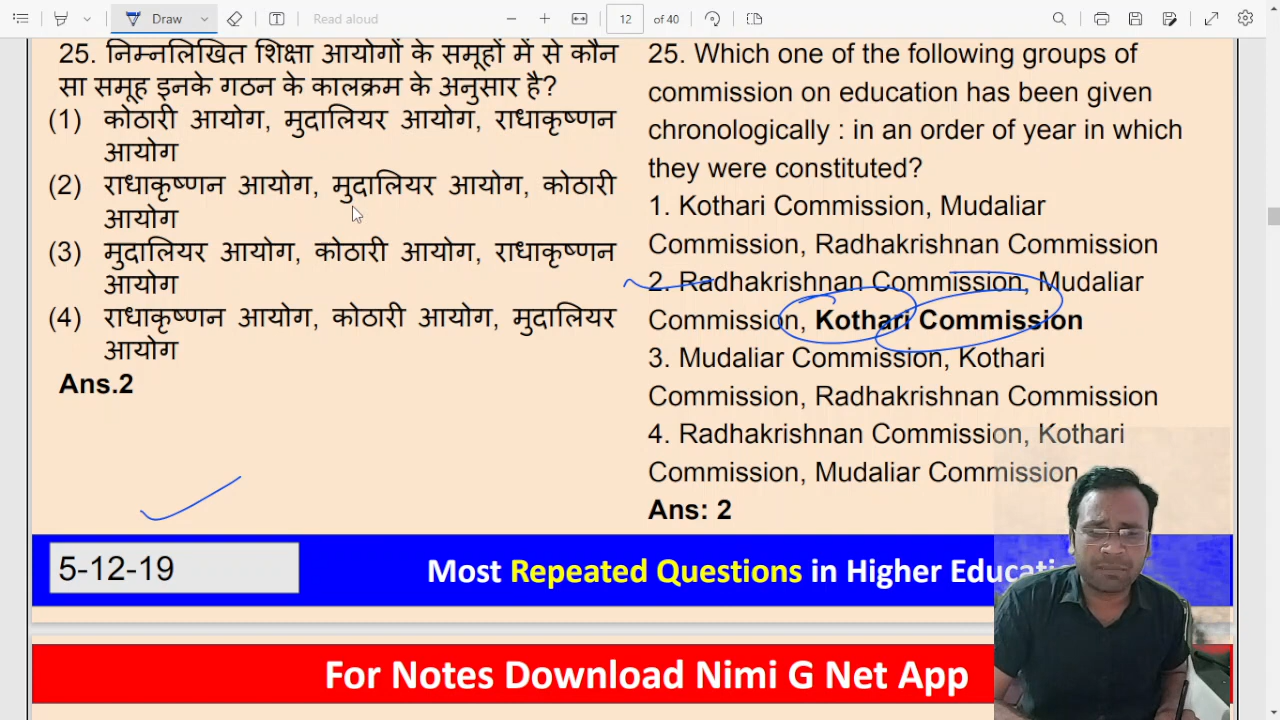 Draw
Read aloud
12
of 40
25. निम्नलिखित शिक्षा आयोगों के समूहों में से कौन
सा समूह इनके गठन के कालक्रम के अनुसार है?
(1) कोठारी आयोग, मुदालियर आयोग, राधाकृष्णन
आयोग
(2) राधाकृष्णन आयोग, मुदालियर आयोग, कोठारी
आयोग
(3) मुदालियर आयोग, कोठारी आयोग, राधाकृष्णन
आयोग
(4) राधाकृष्णन आयोग, कोठारी आयोग, मुदालियर
आयोग
Ans.2
25. Which one of the following groups of
commission on education has been given
chronologically : in an order of year in which
they were constituted?
1. Kothari Commission, Mudaliar
Commission, Radhakrishnan Commission
2. Radhakrishnan Commission, Mudaliar
Commission, Kothari Commission
3. Mudaliar Commission, Kothari
Commission, Radhakrishnan Commission
4. Radhakrishnan Commission, Kothari
Commission, Mudaliar Commission
Ans: 2
5-12-19
Most Repeated Questions in Higher Educati
For Notes Download Nimi G Net App